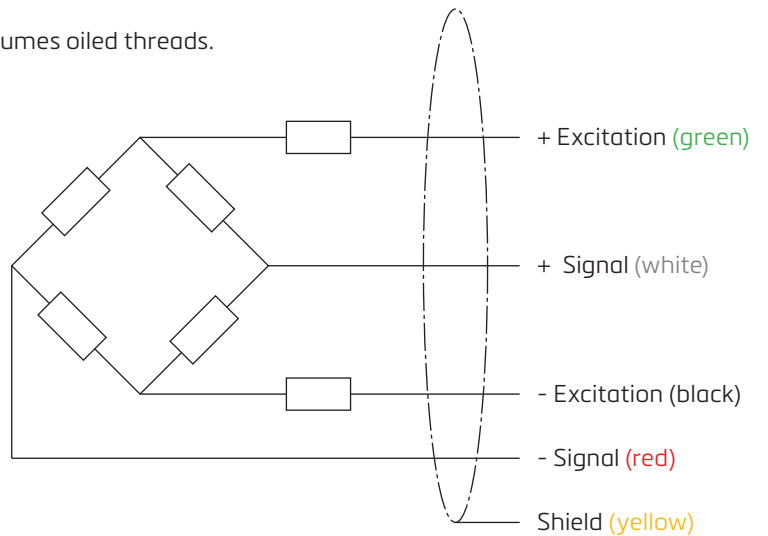 umes oiled threads.
+ Excitation (green)
+ Signal (white)
- Excitation (black)
- Signal (red)
Shield (yellow)